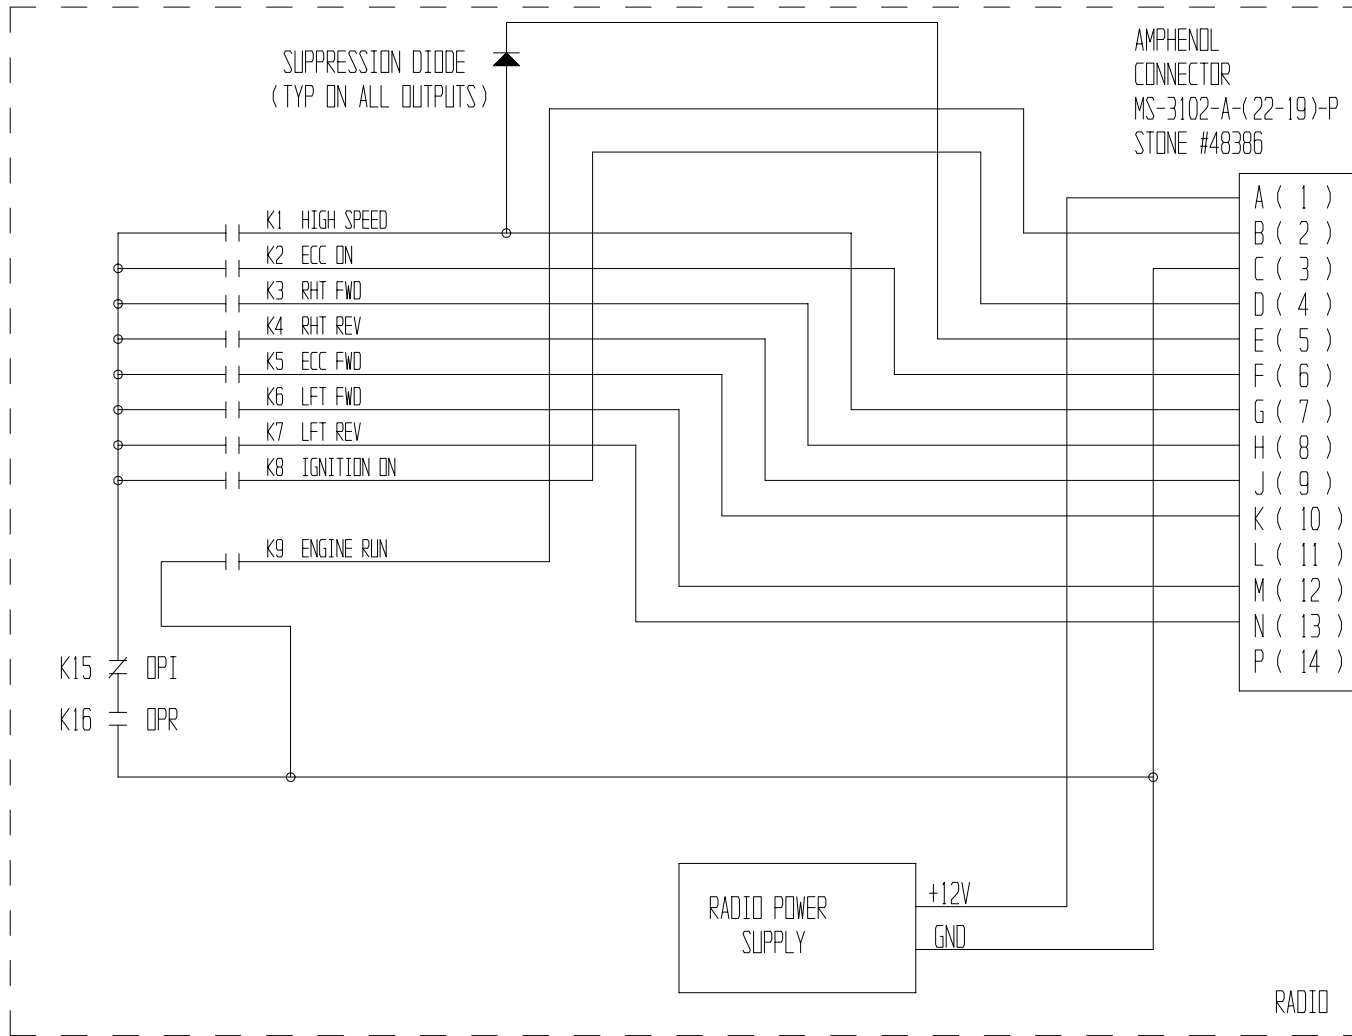 SUPPRESSION DIODE
(TYP ON ALL OUTPUTS)
AMPHENOL
CONNECTOR
MS-3102-A-(22-19)-P
STONE #48386
K1 HIGH SPEED
K2 ECC ON
K3 RHT FWD
K4 RHT REV
K5 ECC FWD
K6 LFT FWD
K7 LFT REV
K8 IGNITION ON
K9 ENGINE RUN
K15 OPI
K16 OPR
A ( 1 )
B ( 2 )
C ( 3 )
D ( 4 )
E ( 5 )
F ( 6 )
G ( 7 )
H ( 8 )
J ( 9 )
K ( 10 )
L ( 11 )
M ( 12 )
N ( 13 )
P ( 14 )
RADIO POWER
SUPPLY
+12V
GND
RADIO